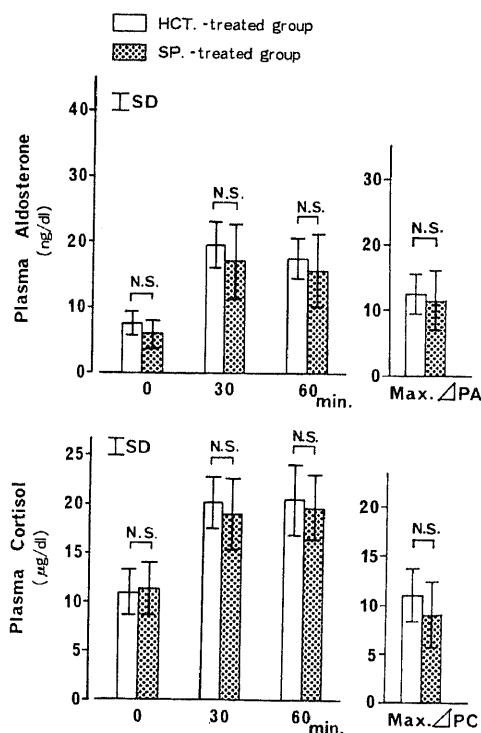 HCT. -treated group
SP. -treated group
SD
Plasma Aldosterone
(ng/dl)
40
30
20
10
0
N.S.
N.S.
N.S.
0 30 60 min.
30
20
10
0
N.S.
Max. ⊿PA
SD
Plasma Cortisol
(μg/dl)
25
20
15
10
5
0
N.S.
N.S.
N.S.
0 30 60 min.
20
15
10
5
0
N.S.
Max. ⊿PC